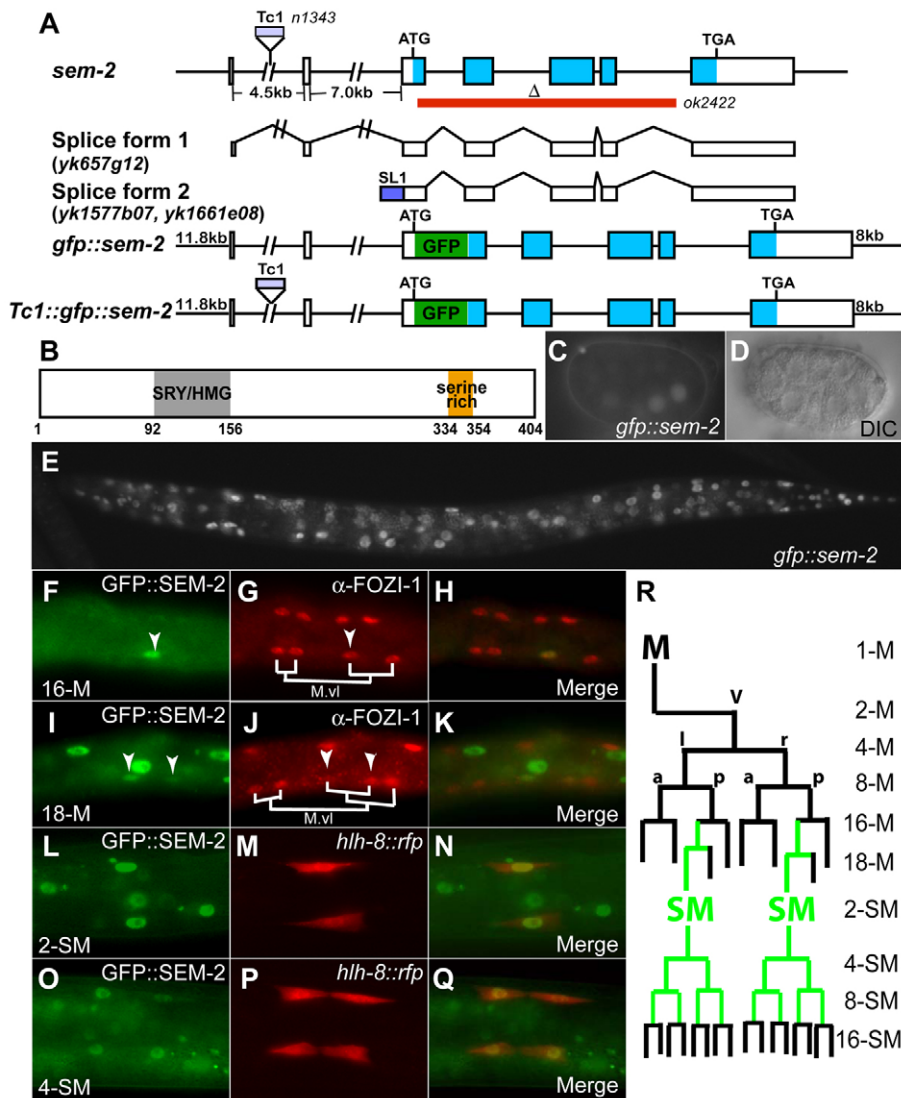 A
Tc1 n1343
ATG
TGA
sem-2
4.5kb 7.0kb
Δ
ok2422
Splice form 1
(yk657g12)
Splice form 2
SL1
(yk1577b07, yk1661e08)
ATG
TGA
gfp::sem-2
11.8kb
GFP
8kb
Tc1
ATG
TGA
Tc1::gfp::sem-2
11.8kb
GFP
8kb
B
SRY/HMG
serine
rich
1 92 156 334 354 404
C
gfp::sem-2
D
DIC
E
gfp::sem-2
F GFP::SEM-2
16-M
G α-FOZI-1
M.vl
H
Merge
I GFP::SEM-2
18-M
J α-FOZI-1
M.vl
K
Merge
L GFP::SEM-2
2-SM
M hlh-8::rfp
N
Merge
O GFP::SEM-2
4-SM
P hlh-8::rfp
Q
Merge
R
M 1-M
v 2-M
l r 4-M
a p a p 8-M
16-M
18-M
SM SM 2-SM
4-SM
8-SM
16-SM